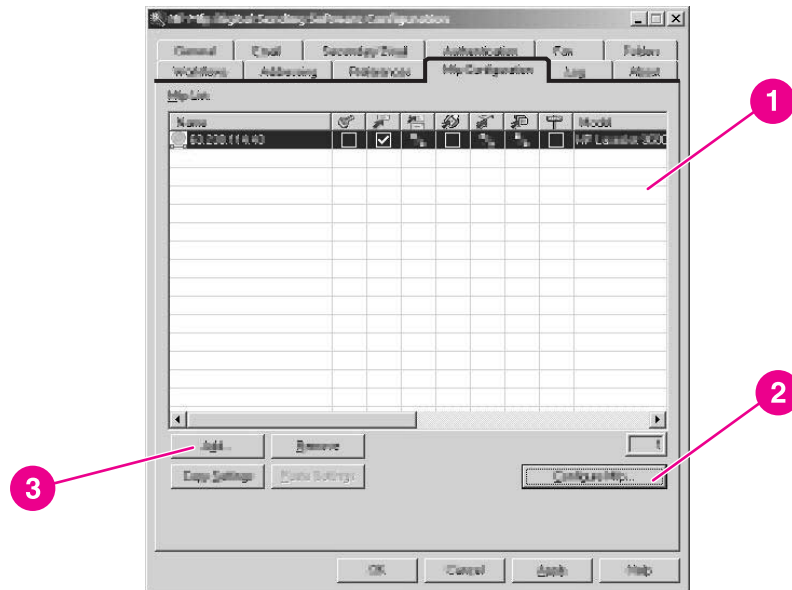 HP Mfp Digital Sending Software Configuration
General Email Secondary Email Authentication Fax Folders
Workflows Addressing Preferences Mfp Configuration Log About
Mfp List:
Name Model
HP LaserJet
1
2
3
Add... Remove 1
Copy Settings Paste Settings Configure Mfp...
OK Cancel Apply Help